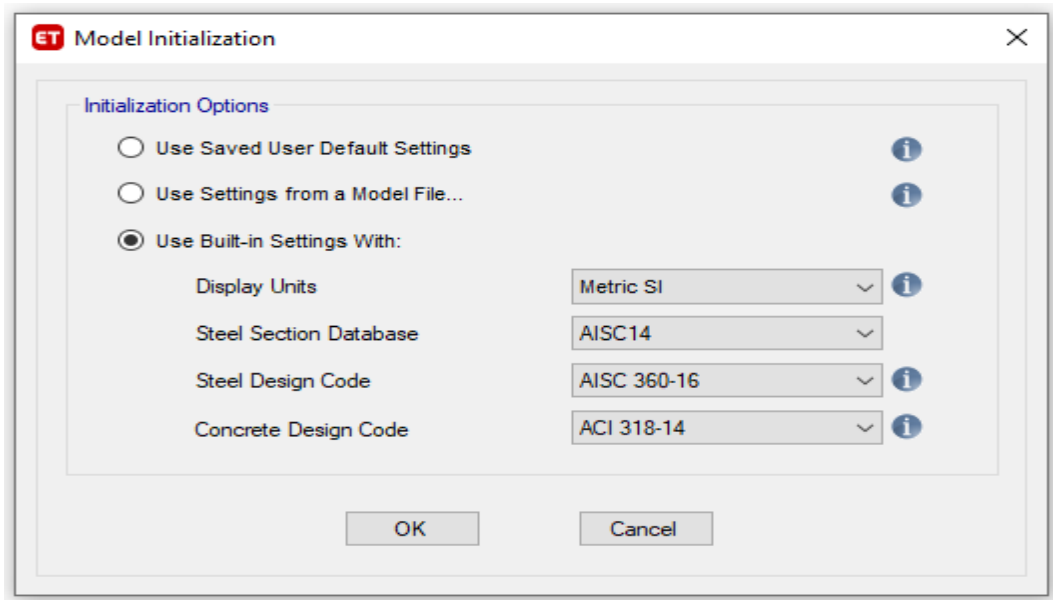 ET Model Initialization
Initialization Options
Use Saved User Default Settings
Use Settings from a Model File...
Use Built-in Settings With:
Display Units Metric SI
Steel Section Database AISC14
Steel Design Code AISC 360-16
Concrete Design Code ACI 318-14
OK Cancel